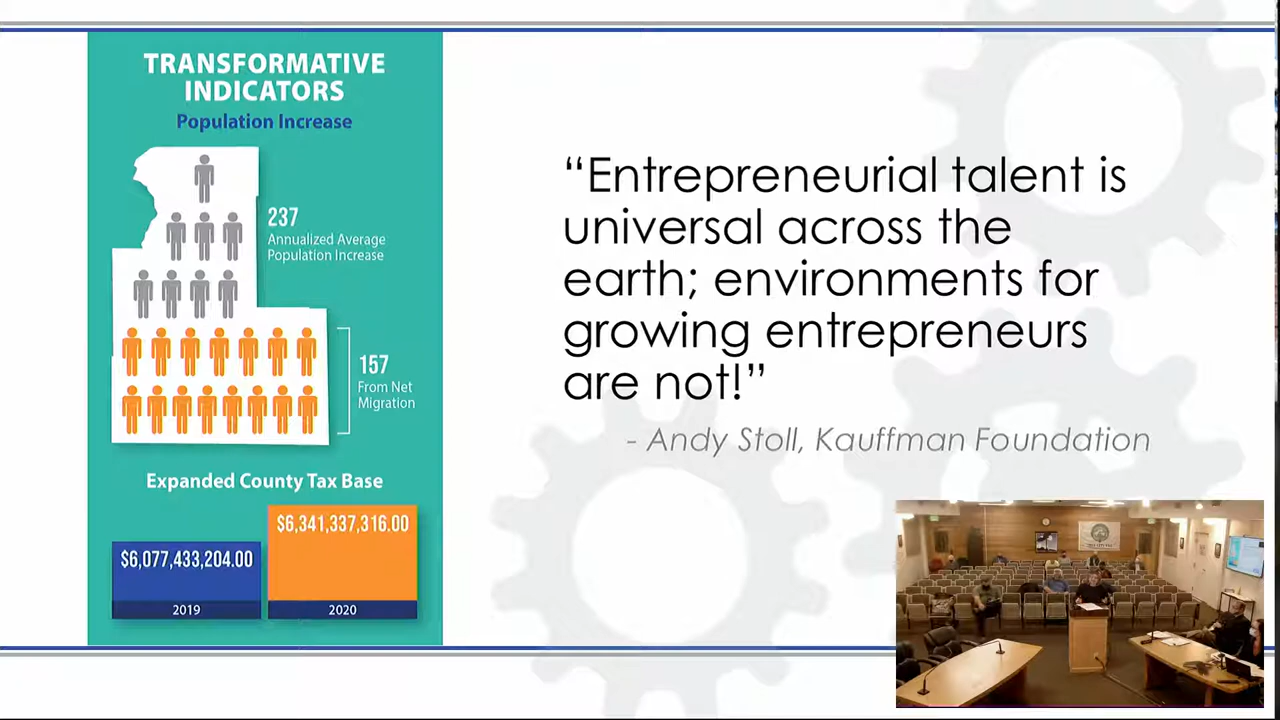 TRANSFORMATIVE
INDICATORS
Population Increase
237
Annualized Average
Population Increase
157
From Net
Migration
Expanded County Tax Base
$6,077,433,204.00
2019
$6,341,337,316.00
2020
“Entrepreneurial talent is
universal across the
earth; environments for
growing entrepreneurs
are not!”
- Andy Stoll, Kauffman Foundation